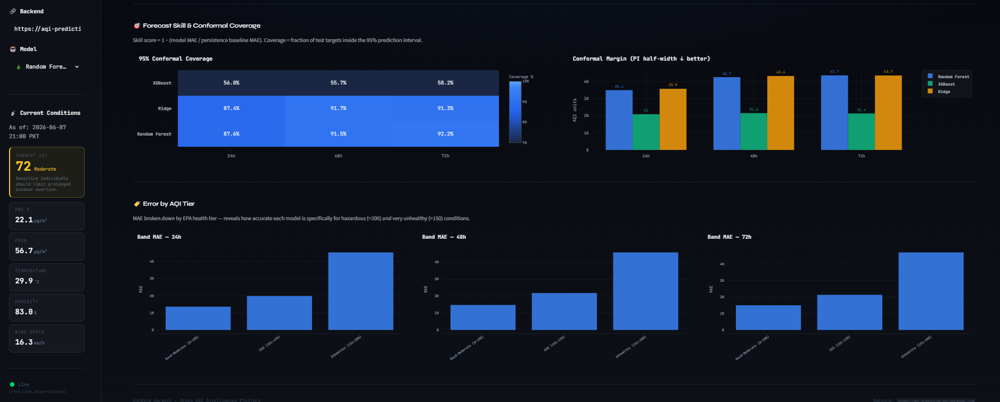 Backend
https://aqi-predicti
Model
Random Fore…
Current Conditions
As of: 2026-06-07
21:00 PKT
CURRENT AQI
72 Moderate
Sensitive individuals
should limit prolonged
outdoor exertion.
PM2.5
22.1 µg/m³
PM10
56.7 µg/m³
TEMPERATURE
29.9 °C
HUMIDITY
83.0 %
WIND SPEED
16.3 km/h
Live
(realtime_observations)
Forecast Skill & Conformal Coverage
Skill score = 1 − (model MAE / persistence baseline MAE). Coverage = fraction of test targets inside the 95% prediction interval.
95% Conformal Coverage
XGBoost 56.0% 55.7% 58.2%
Ridge 87.4% 91.7% 91.3%
Random Forest 87.6% 91.5% 92.2%
24h 48h 72h
Coverage %
100
90
80
70
Conformal Margin (PI half-width ↓ better)
AQI units
40
30
20
10
0
35.1 21 35.9
42.7 21.6 43.4
43.7 21.4 43.7
24h 48h 72h
Random Forest
XGBoost
Ridge
Error by AQI Tier
MAE broken down by EPA health tier — reveals how accurate each model is specifically for hazardous (>200) and very unhealthy (>150) conditions.
Band MAE — 24h
MAE
40
30
20
10
0
Good-Moderate (0-100)
USG (101-150)
Unhealthy (151-200)
Band MAE — 48h
MAE
40
30
20
10
0
Good-Moderate (0-100)
USG (101-150)
Unhealthy (151-200)
Band MAE — 72h
MAE
40
30
20
10
0
Good-Moderate (0-100)
USG (101-150)
Unhealthy (151-200)
AirWind Karachi — MLOps AQI Intelligence Platform
Backend: